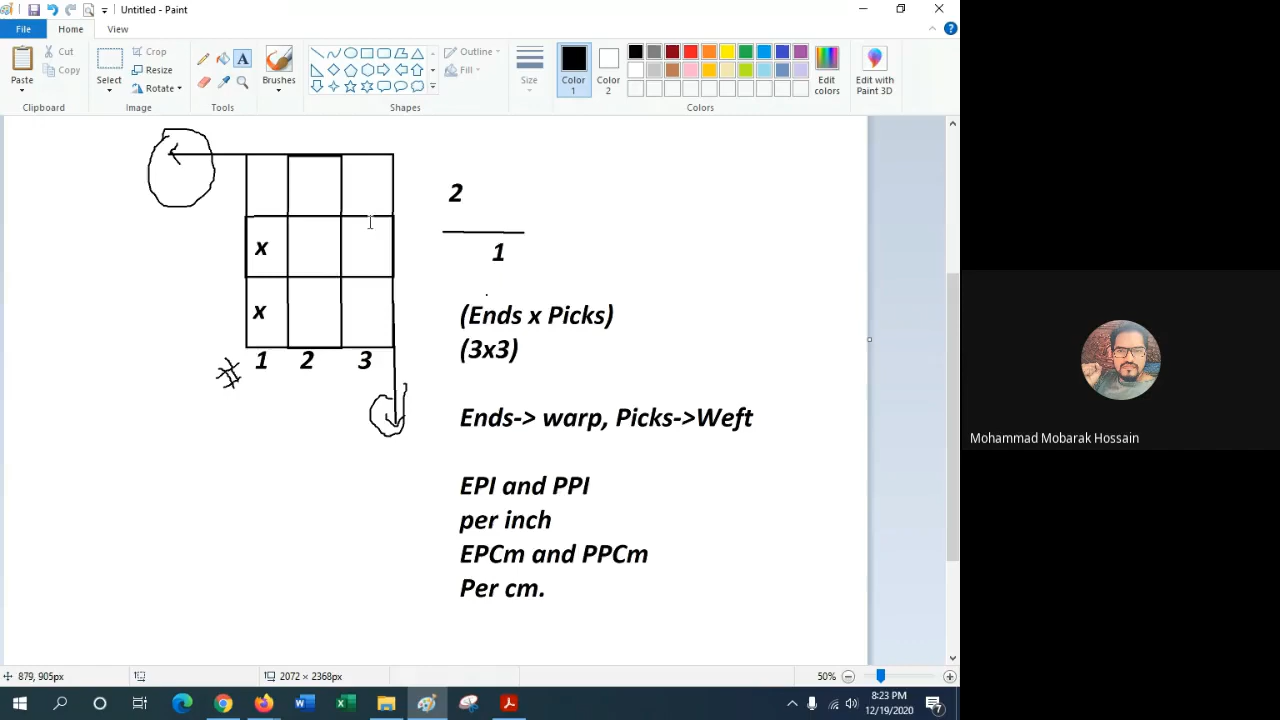 Untitled - Paint
File
Home
View
Paste
Cut
Copy
Clipboard
Select
Crop
Resize
Rotate
Image
A
Tools
Brushes
Shapes
Outline
Fill
Size
Color 1
Color 2
Edit colors
Colors
Edit with Paint 3D
2
1
x
x
1 2 3
(Ends x Picks)
(3x3)
Ends-> warp, Picks->Weft
EPI and PPI
per inch
EPCm and PPCm
Per cm.
Mohammad Mobarak Hossain
879, 905px
2072 × 2368px
50%
8:23 PM
12/19/2020
7